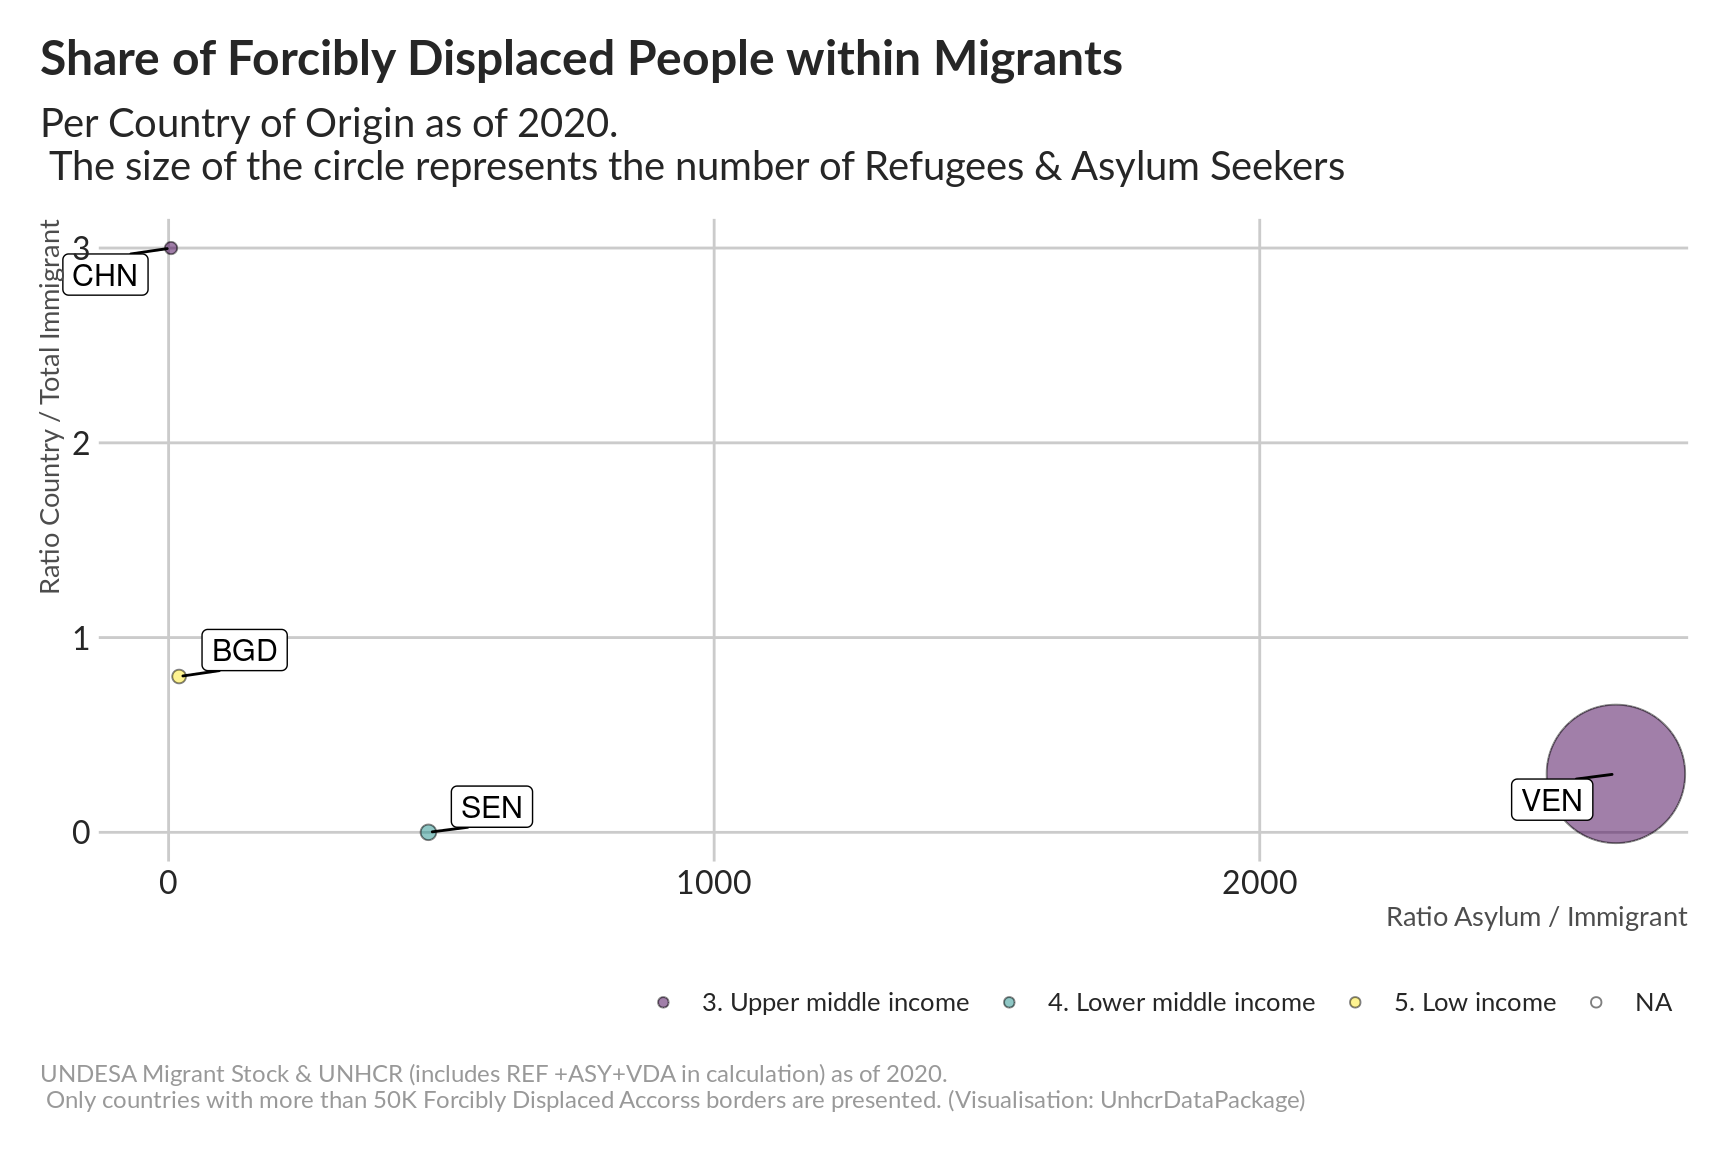 Share of Forcibly Displaced People within Migrants
Per Country of Origin as of 2020.
The size of the circle represents the number of Refugees & Asylum Seekers
Ratio Country / Total Immigrant
3
CHN
2
1
BGD
SEN
VEN
0
0
1000
2000
Ratio Asylum / Immigrant
3. Upper middle income
4. Lower middle income
5. Low income
NA
UNDESA Migrant Stock & UNHCR (includes REF +ASY+VDA in calculation) as of 2020.
Only countries with more than 50K Forcibly Displaced Accorss borders are presented. (Visualisation: UnhcrDataPackage)